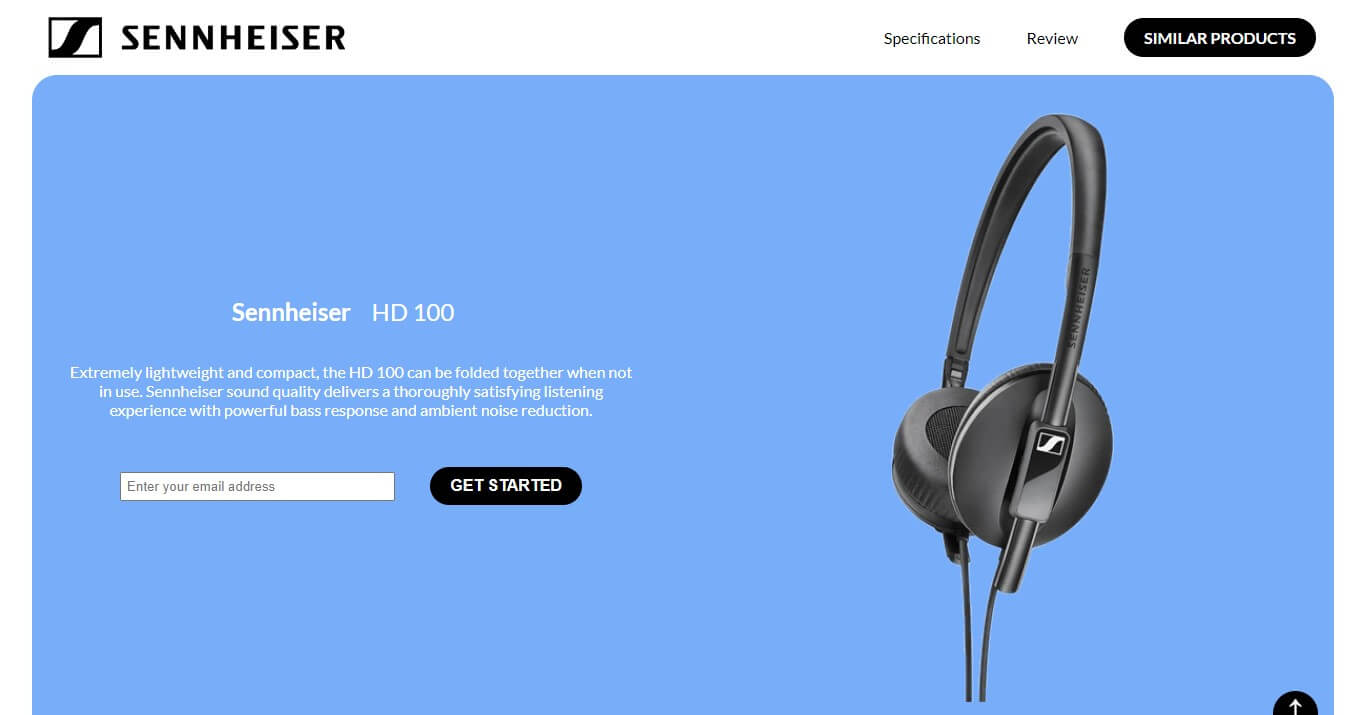 SENNHEISER
Specifications
Review
SIMILAR PRODUCTS
Sennheiser HD 100
Extremely lightweight and compact, the HD 100 can be folded together when not
in use. Sennheiser sound quality delivers a thoroughly satisfying listening
experience with powerful bass response and ambient noise reduction.
Enter your email address
GET STARTED
SENNHEISER